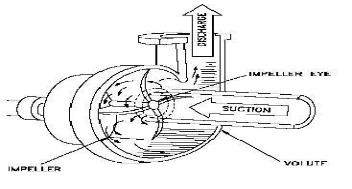 DISCHARGE
IMPELLER EYE
SUCTION
IMPELLER
VOLUTE